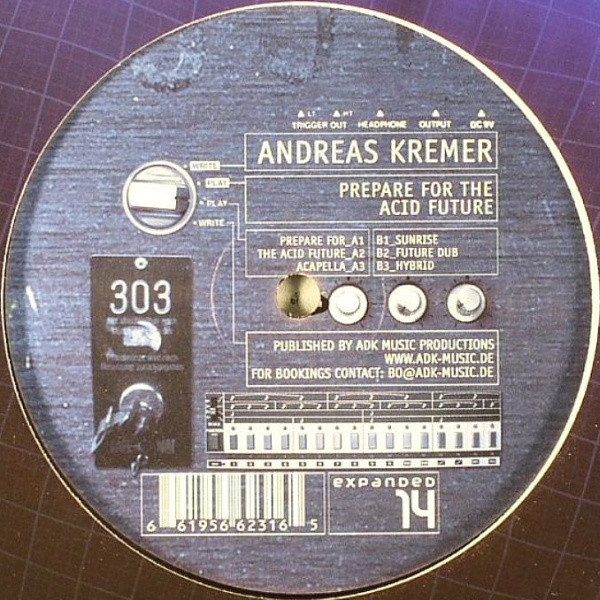 LT HT
TRIGGER OUT HEADPHONE OUTPUT DC 9V
ANDREAS KREMER
WRITE
PLAY
PLAY
WRITE
PREPARE FOR THE
ACID FUTURE
PREPARE FOR_A1
THE ACID FUTURE_A2
ACAPELLA_A3
B1_SUNRISE
B2_FUTURE DUB
B3_HYBRID
303
PUBLISHED BY ADK MUSIC PRODUCTIONS
WWW.ADK-MUSIC.DE
FOR BOOKINGS CONTACT: BO@ADK-MUSIC.DE
6 61956 62316 5
EXPANDED
14